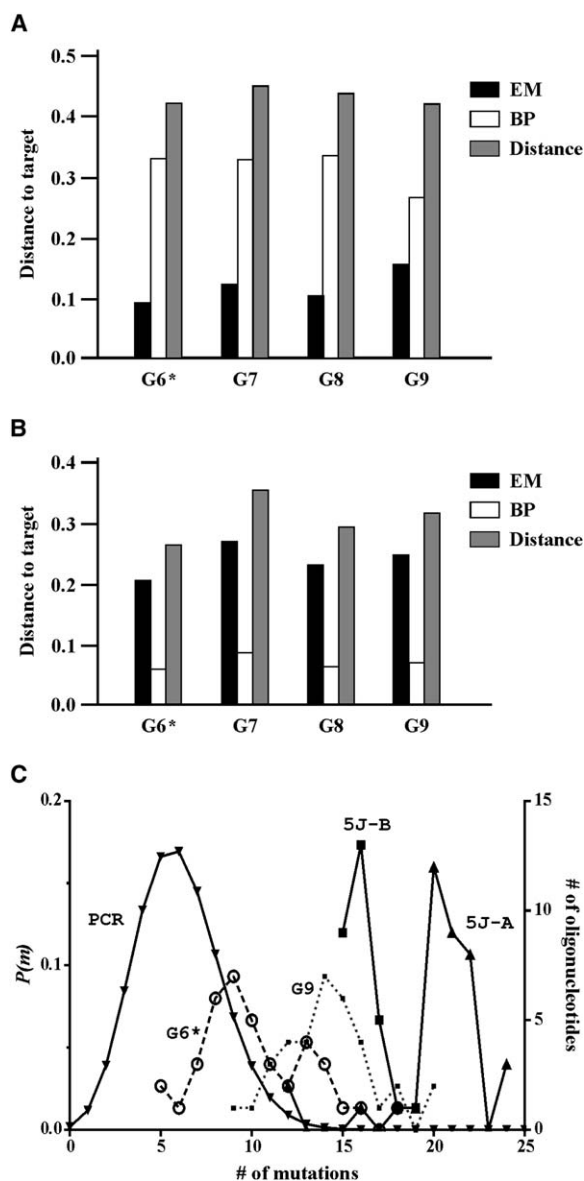 A
0.5
0.4
0.3
0.2
0.1
0.0
Distance to target
EM
BP
Distance
G6* G7 G8 G9
B
0.4
0.3
0.2
0.1
0.0
Distance to target
EM
BP
Distance
G6* G7 G8 G9
C
0.2
0.1
0.0
P(m)
PCR
G6*
G9
5J-B
5J-A
15
10
5
0
# of oligonucleotides
0 5 10 15 20 25
# of mutations